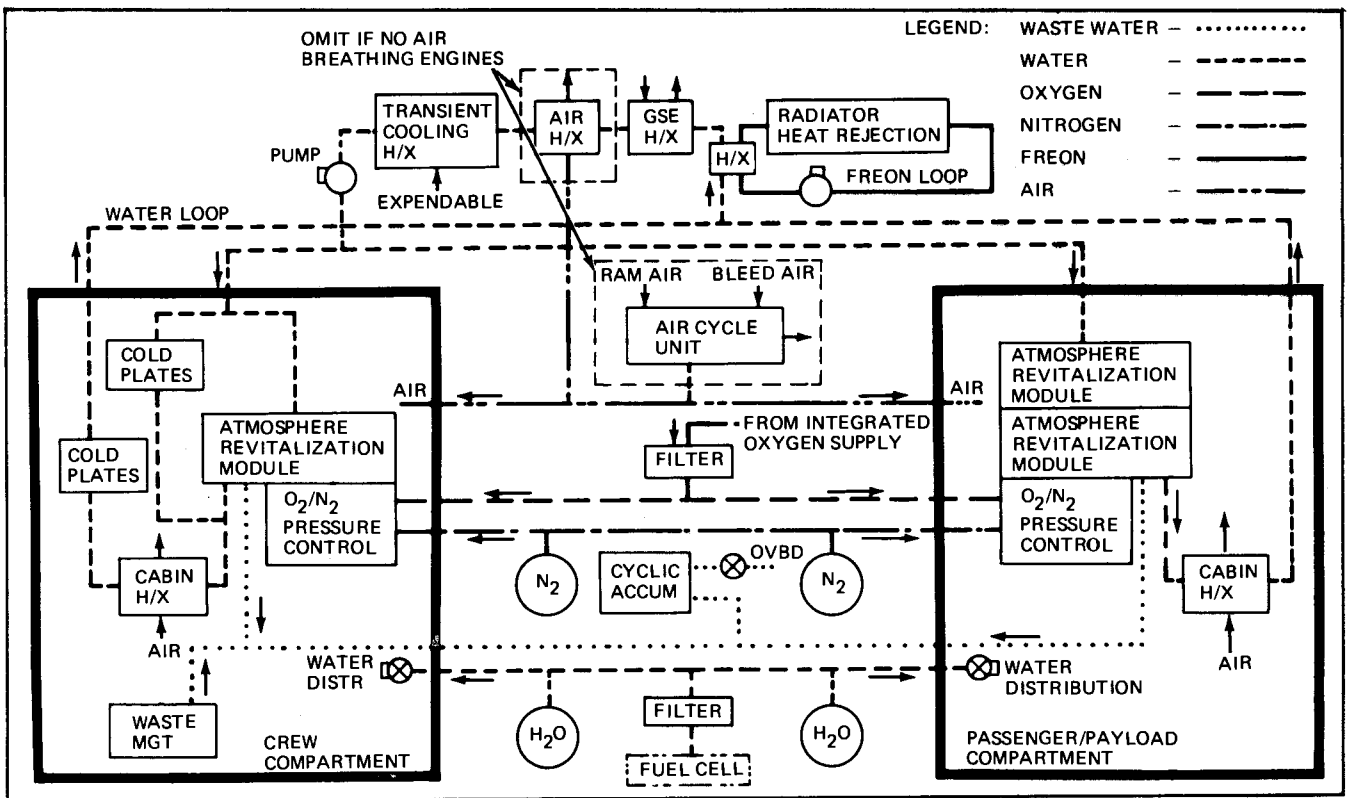 OMIT IF NO AIR
BREATHING ENGINES
LEGEND:
WASTE WATER –
WATER –
OXYGEN –
NITROGEN –
FREON –
AIR –
TRANSIENT
COOLING
H/X
AIR
H/X
GSE
H/X
RADIATOR
HEAT REJECTION
H/X
PUMP
FREON LOOP
EXPENDABLE
WATER LOOP
RAM AIR
BLEED AIR
AIR CYCLE
UNIT
COLD
PLATES
AIR
AIR
ATMOSPHERE
REVITALIZATION
MODULE
COLD
PLATES
ATMOSPHERE
REVITALIZATION
MODULE
ATMOSPHERE
REVITALIZATION
MODULE
FROM INTEGRATED
OXYGEN SUPPLY
FILTER
O2/N2
PRESSURE
CONTROL
O2/N2
PRESSURE
CONTROL
N2
CYCLIC
ACCUM
OVBD
N2
CABIN
H/X
CABIN
H/X
AIR
AIR
WATER
DISTR
WATER
DISTRIBUTION
WASTE
MGT
H2O
FILTER
H2O
FUEL CELL
CREW
COMPARTMENT
PASSENGER/PAYLOAD
COMPARTMENT